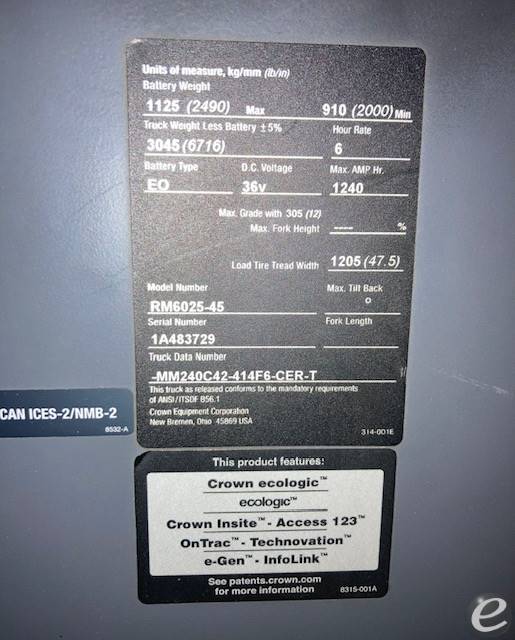 Units of measure, kg/mm (lb/in)
Battery Weight
1125 (2490) Max 910 (2000) Min
Truck Weight Less Battery ±5% Hour Rate
3045 (6716) 6
Battery Type D.C. Voltage Max. AMP Hr.
EO 36v 1240
Max. Grade with 305 (12)
Max. Fork Height ---- %
Load Tire Tread Width 1205 (47.5)
Model Number Max. Tilt Back
RM6025-45 o
Serial Number Fork Length
1A483729
Truck Data Number
-MM240C42-414F6-CER-T
This truck as released conforms to the mandatory requirements
of ANSI/ITSDF B56.1
Crown Equipment Corporation
New Bremen, Ohio 45869 USA
314-001E
CAN ICES-2/NMB-2
8532-A
This product features:
Crown ecologic™
ecologic™
Crown Insite™ - Access 123™
OnTrac™ - Technovation™
e-Gen™ - InfoLink™
See patents.crown.com
for more information 8315-001A
e